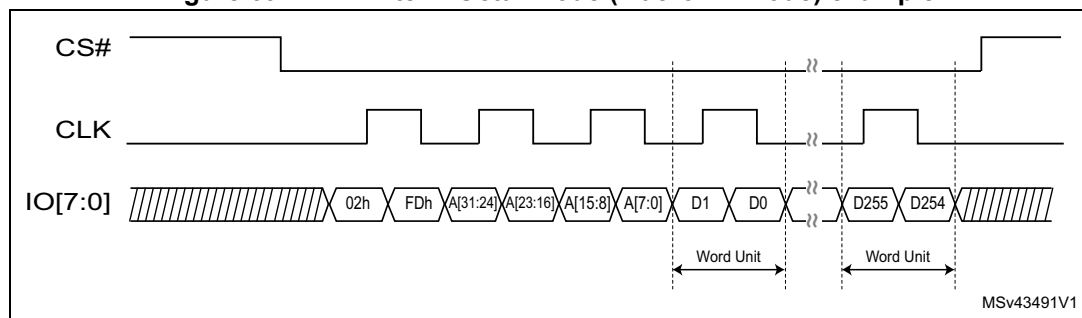 CS#
CLK
IO[7:0] 02h FDh A[31:24] A[23:16] A[15:8] A[7:0] D1 D0 D255 D254
Word Unit Word Unit
MSv43491V1